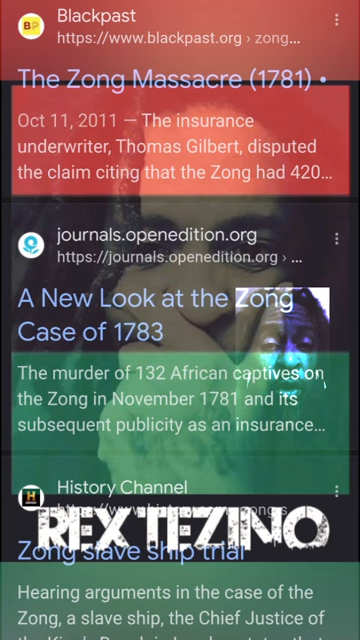 Blackpast
https://www.blackpast.org › zong...
The Zong Massacre (1781) •
Oct 11, 2011 — The insurance
underwriter, Thomas Gilbert, disputed
the claim citing that the Zong had 420...
journals.openedition.org
https://journals.openedition.org › ...
A New Look at the Zong
Case of 1783
The murder of 132 African captives on
the Zong in November 1781 and its
subsequent publicity as an insurance...
History Channel
REX TEZINO
Zong slave ship trial
Hearing arguments in the case of the
Zong, a slave ship, the Chief Justice of